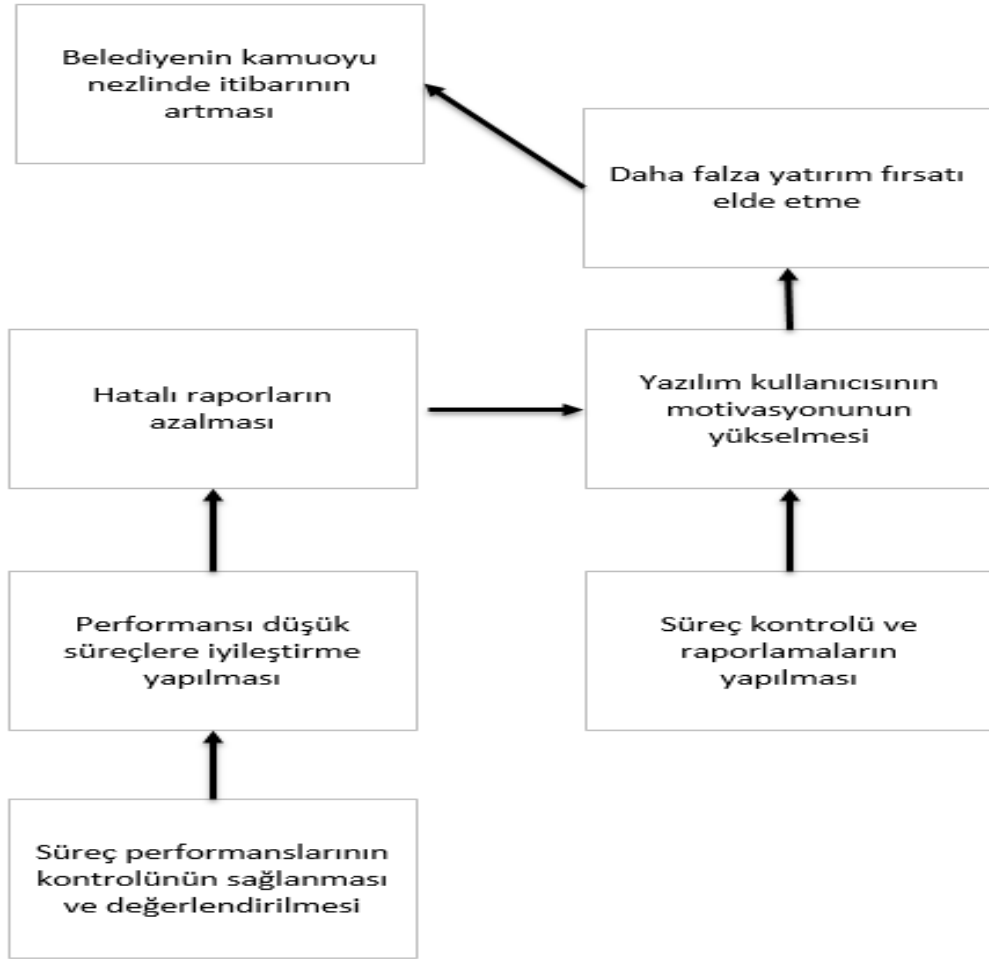 Belediyenin kamuoyu
nezlinde itibarının
artması
Daha falza yatırım fırsatı
elde etme
Hatalı raporların
azalması
Yazılım kullanıcısının
motivasyonunun
yükselmesi
Performansı düşük
süreçlere iyileştirme
yapılması
Süreç kontrolü ve
raporlamaların
yapılması
Süreç performanslarının
kontrolünün sağlanması
ve değerlendirilmesi